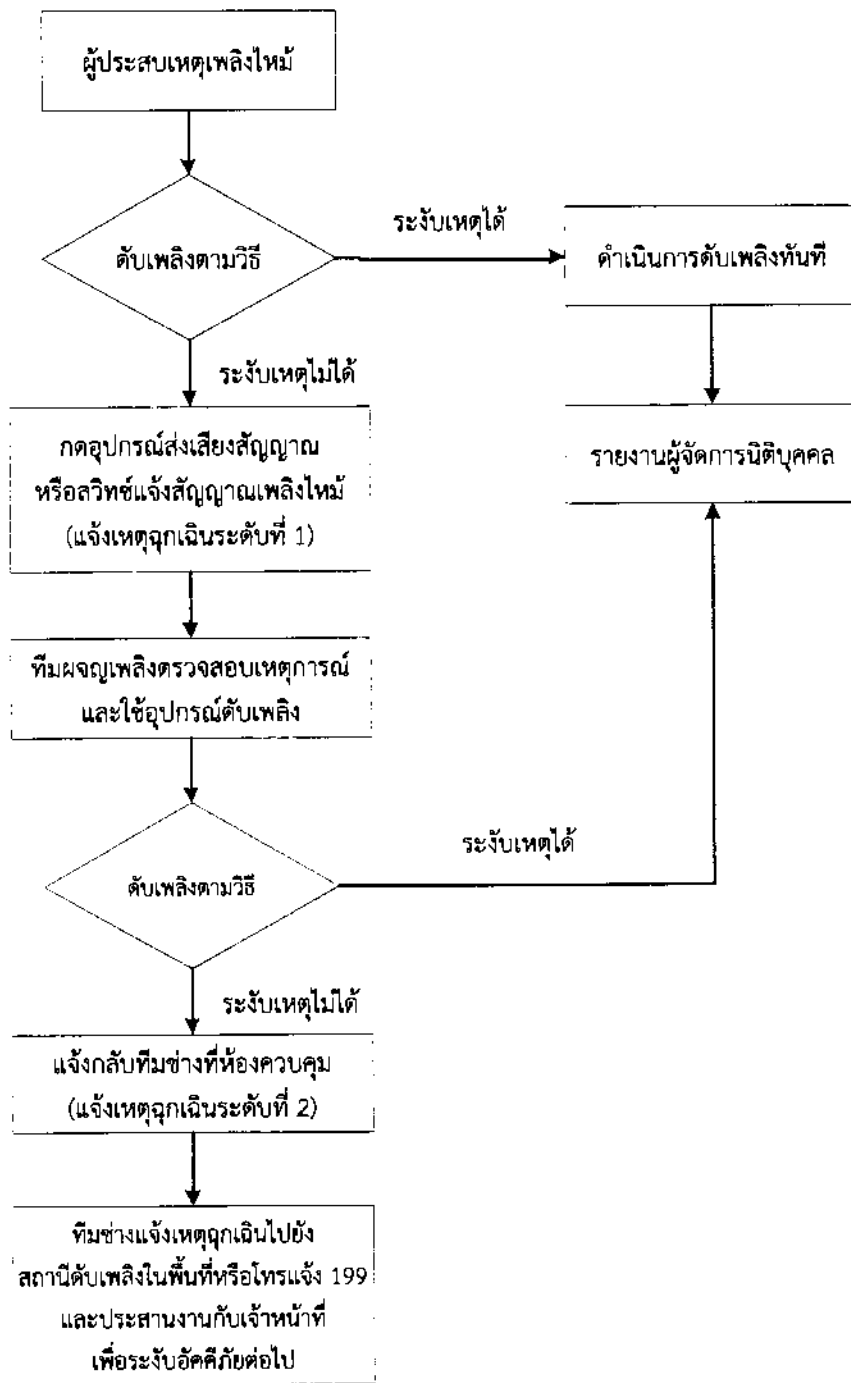 ผู้ประสบเหตุเพลิงไหม้
ดับเพลิงตามวิธี
ระงับเหตุได้
ดำเนินการดับเพลิงทันที
ระงับเหตุไม่ได้
กดอุปกรณ์ส่งเสียงสัญญาณ
หรือสวิทช์แจ้งสัญญาณเพลิงไหม้
(แจ้งเหตุฉุกเฉินระดับที่ 1)
รายงานผู้จัดการนิติบุคคล
ทีมผจญเพลิงตรวจสอบเหตุการณ์
และใช้อุปกรณ์ดับเพลิง
ดับเพลิงตามวิธี
ระงับเหตุได้
ระงับเหตุไม่ได้
แจ้งกลับทีมช่างที่ห้องควบคุม
(แจ้งเหตุฉุกเฉินระดับที่ 2)
ทีมช่างแจ้งเหตุฉุกเฉินไปยัง
สถานีดับเพลิงในพื้นที่หรือโทรแจ้ง 199
และประสานงานกับเจ้าหน้าที่
เพื่อระงับอัคคีภัยต่อไป